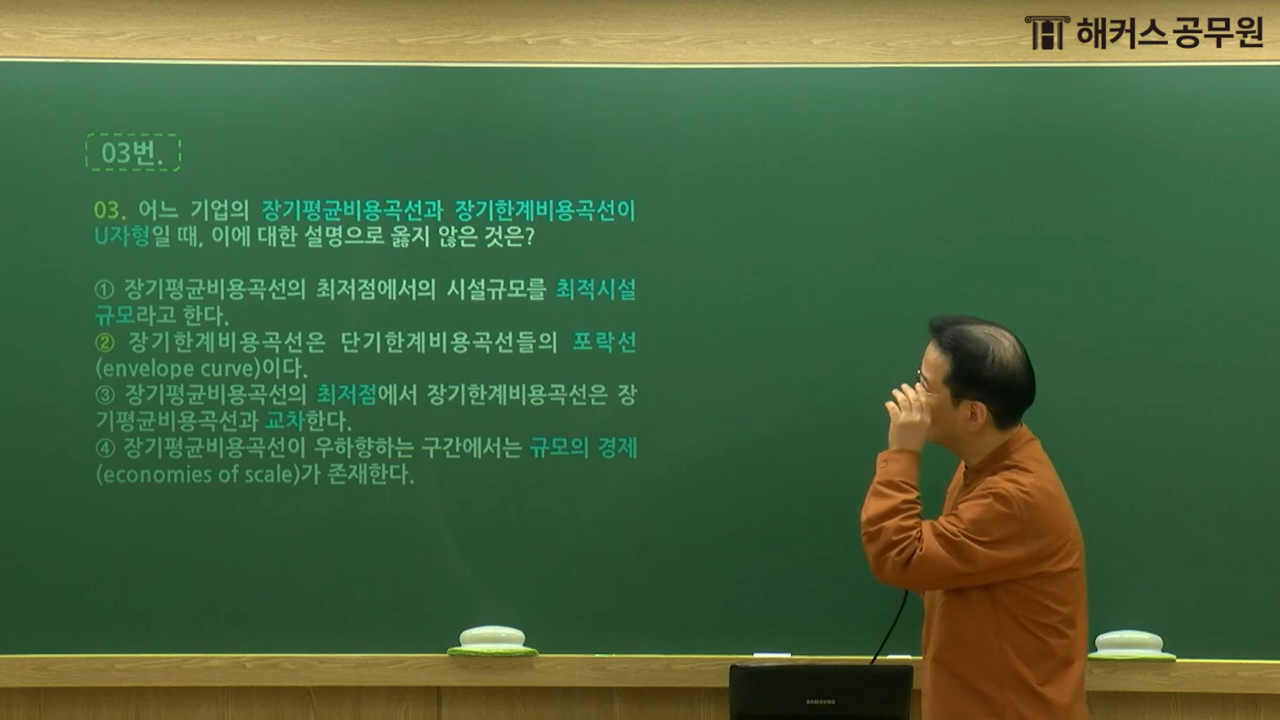 해커스공무원
03번.
03. 어느 기업의 장기평균비용곡선과 장기한계비용곡선이
U자형일 때, 이에 대한 설명으로 옳지 않은 것은?
① 장기평균비용곡선의 최저점에서의 시설규모를 최적시설
규모라고 한다.
② 장기한계비용곡선은 단기한계비용곡선들의 포락선
(envelope curve)이다.
③ 장기평균비용곡선의 최저점에서 장기한계비용곡선은 장
기평균비용곡선과 교차한다.
④ 장기평균비용곡선이 우하향하는 구간에서는 규모의 경제
(economies of scale)가 존재한다.
SAMSUNG